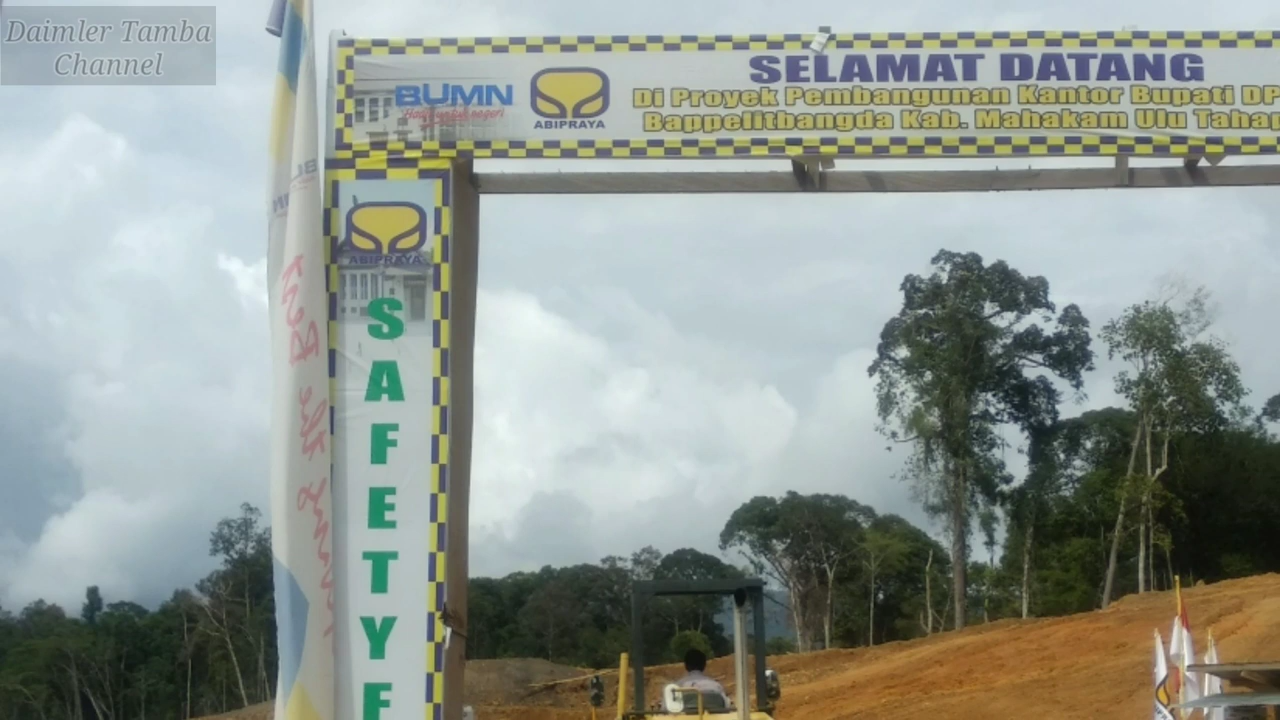 Daimler Tamba
Channel
BUMN
ABIPRAYA
SELAMAT DATANG
Di Proyek Pembangunan Kantor Bupati DP
Bappelitbangda Kab. Mahakam Ulu Tahap
ABIPRAYA
SAFETY F